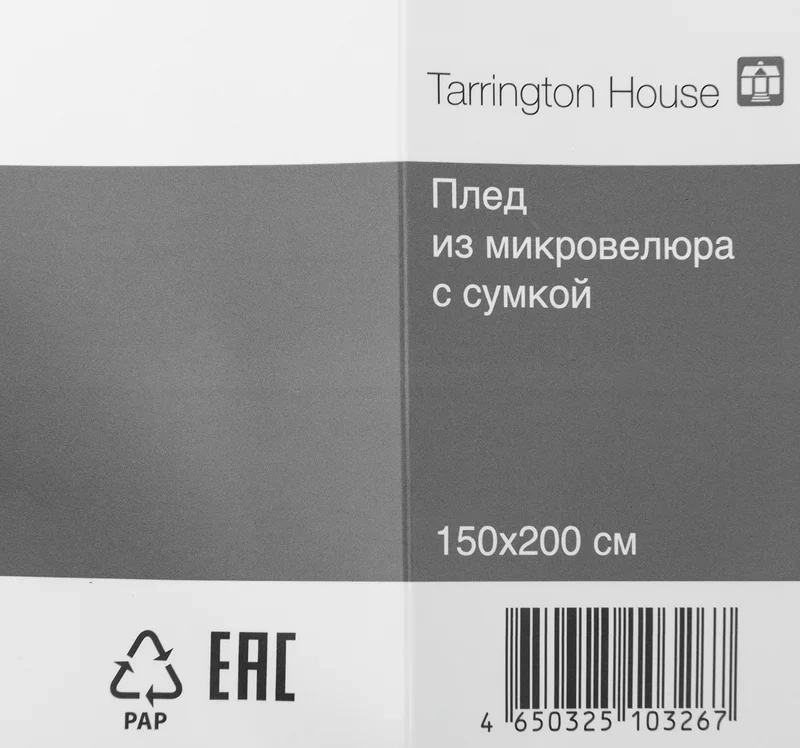 Tarrington House
Плед
из микровелюра
с сумкой
150x200 см
PAP
EAC
4 650325 103267